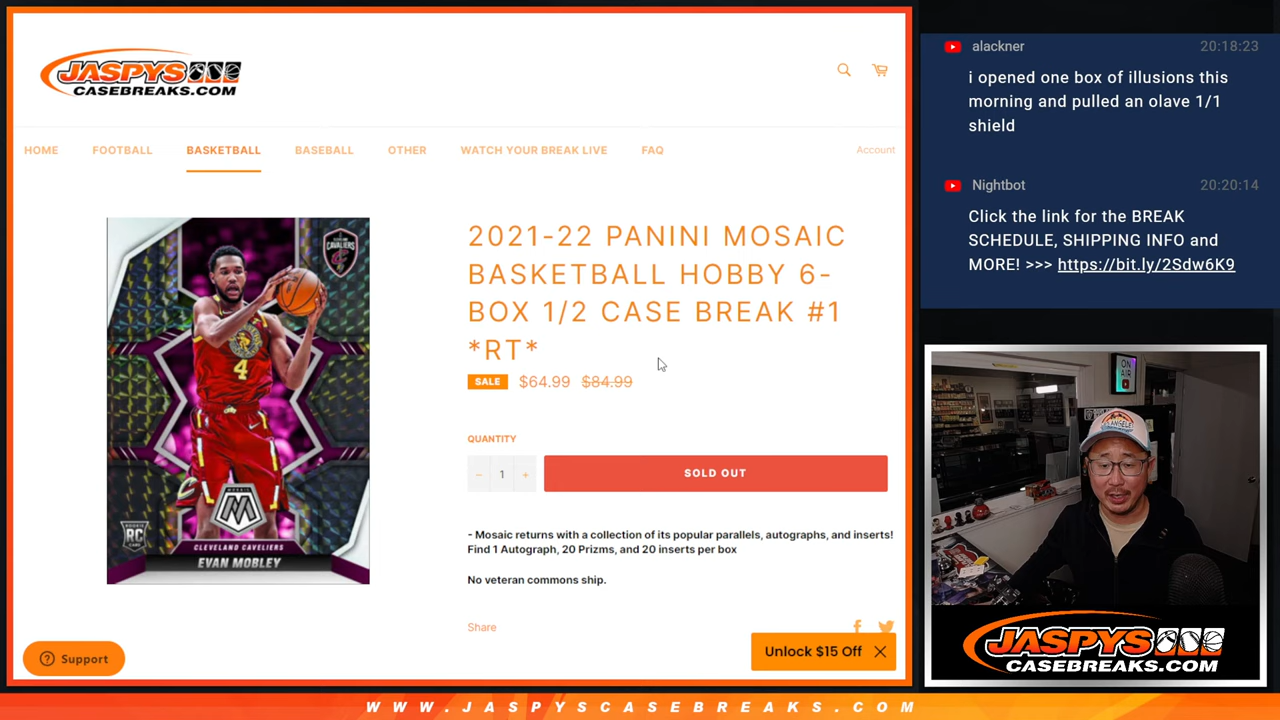 JASPYS
CASEBREAKS.COM
HOME
FOOTBALL
BASKETBALL
BASEBALL
OTHER
WATCH YOUR BREAK LIVE
FAQ
Account
CAVALIERS
4
MOSAIC
RC
CLEVELAND CAVALIERS
EVAN MOBLEY
2021-22 PANINI MOSAIC
BASKETBALL HOBBY 6-
BOX 1/2 CASE BREAK #1
*RT*
SALE $64.99 $84.99
QUANTITY
− 1 +
SOLD OUT
- Mosaic returns with a collection of its popular parallels, autographs, and inserts!
Find 1 Autograph, 20 Prizms, and 20 inserts per box
No veteran commons ship.
Share
Support
Unlock $15 Off
alackner 20:18:23
i opened one box of illusions this
morning and pulled an olave 1/1
shield
Nightbot 20:20:14
Click the link for the BREAK
SCHEDULE, SHIPPING INFO and
MORE! >>> https://bit.ly/2Sdw6K9
ON
AIR
JASPYS
CASEBREAKS.COM
WWW.JASPYSCASEBREAKS.COM